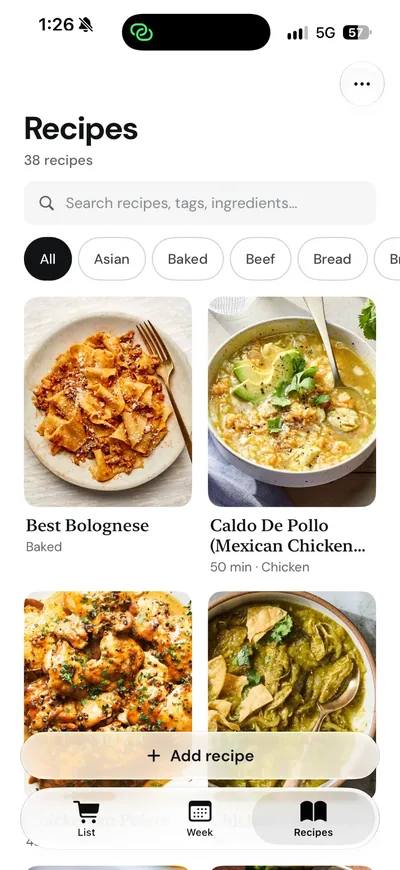 1:26
5G
57
Recipes
38 recipes
Search recipes, tags, ingredients...
All
Asian
Baked
Beef
Bread
Best Bolognese
Baked
Caldo De Pollo
(Mexican Chicken...
50 min · Chicken
+ Add recipe
List
Week
Recipes